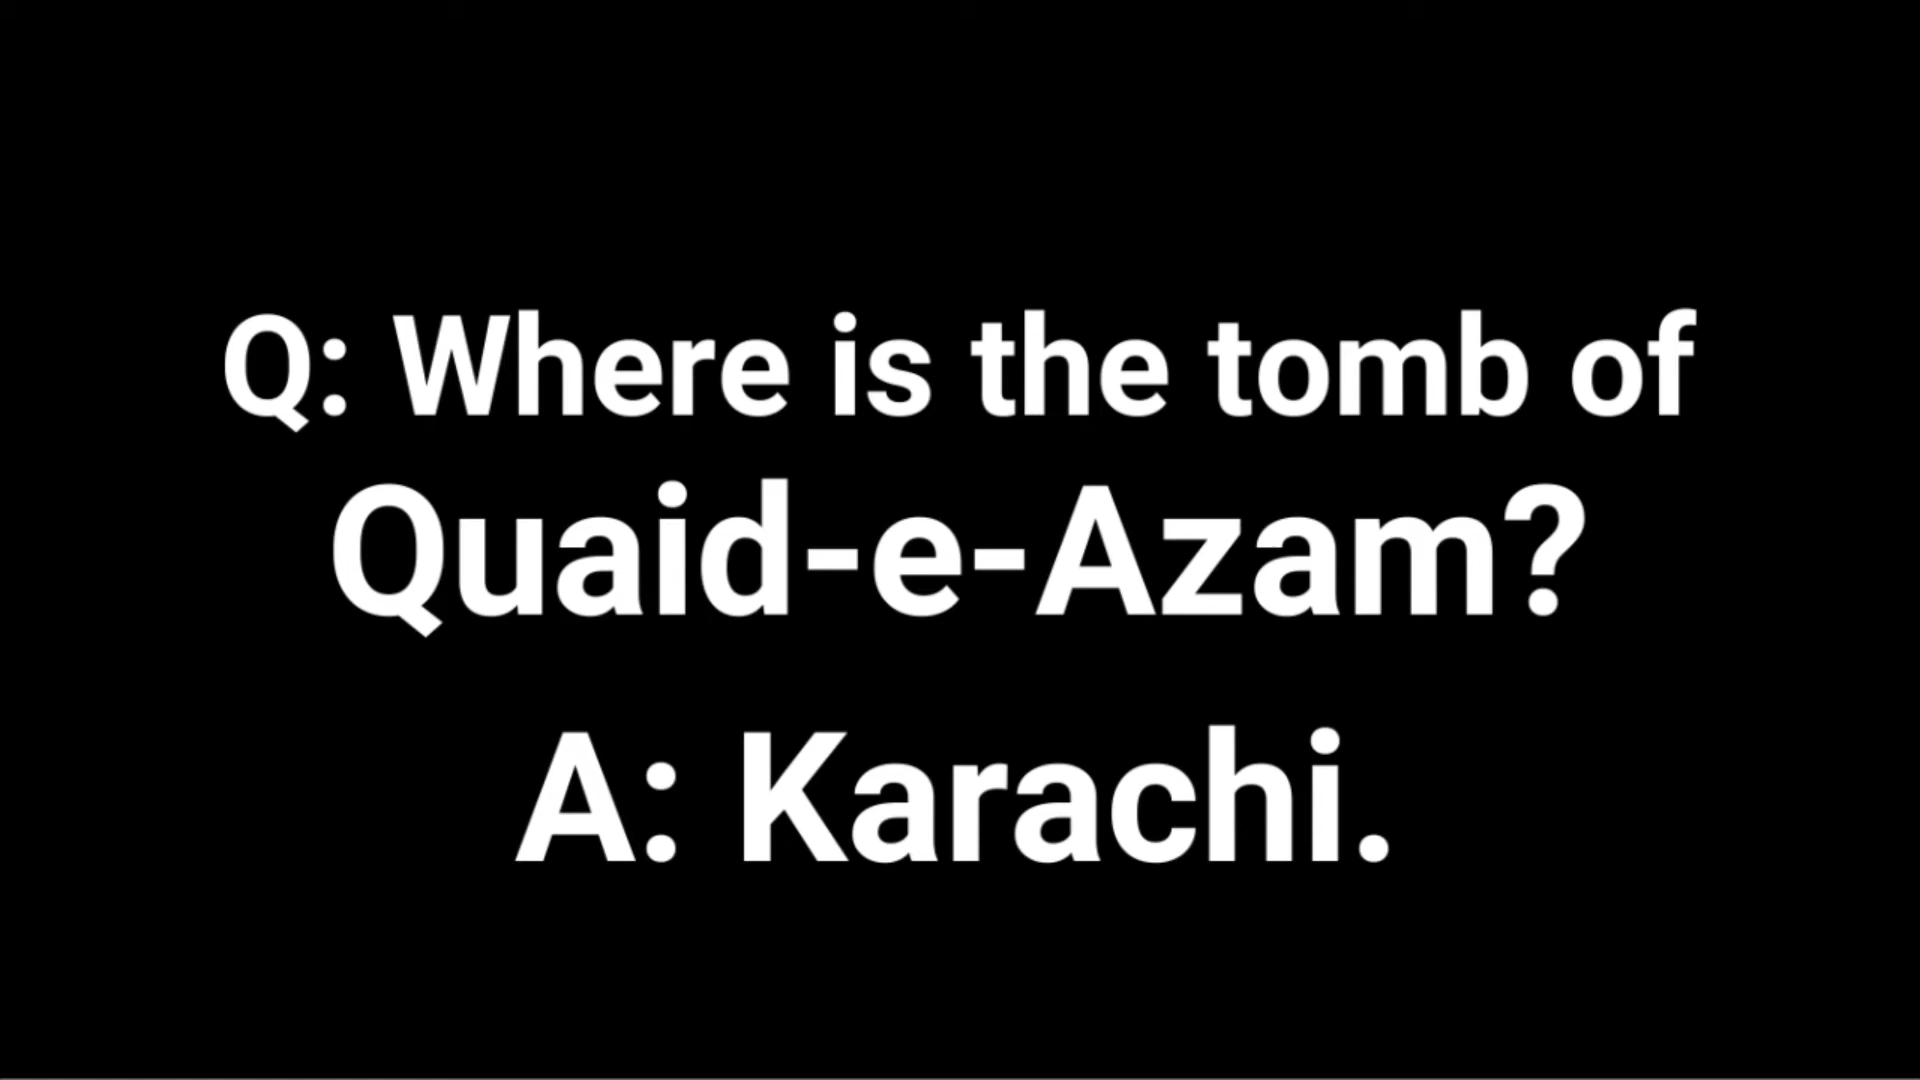 Q: Where is the tomb of
Quaid-e-Azam?
A: Karachi.